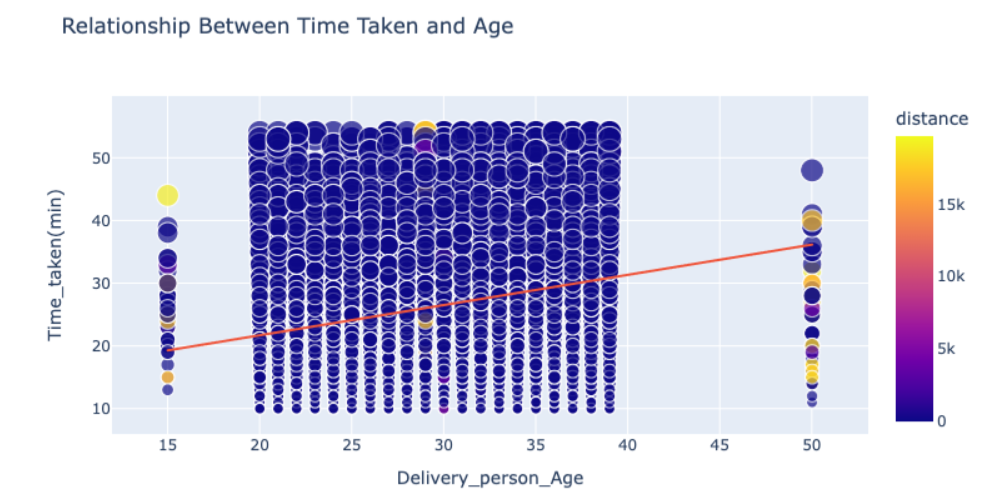 Relationship Between Time Taken and Age
distance
50
40
30
20
10
Time_taken(min)
15k
10k
5k
0
15 20 25 30 35 40 45 50
Delivery_person_Age